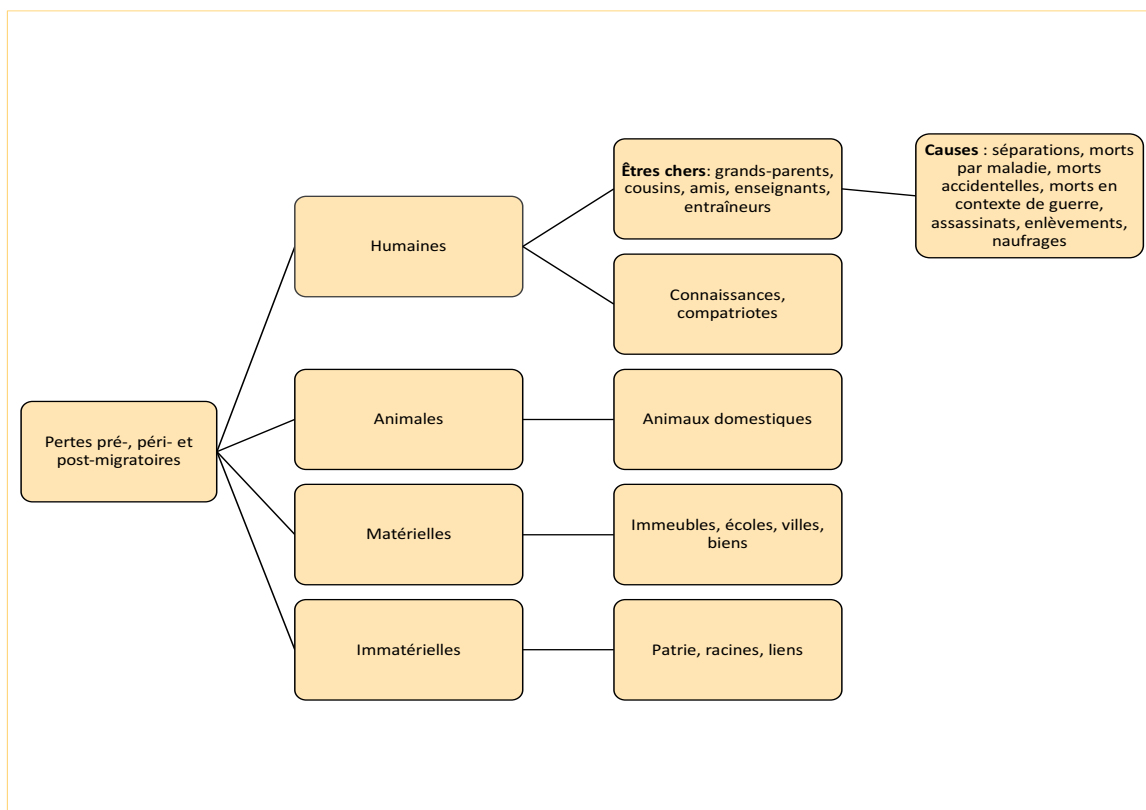 Pertes pré-, péri- et
post-migratoires
Humaines
Êtres chers: grands-parents,
cousins, amis, enseignants,
entraîneurs
Causes : séparations, morts
par maladie, morts
accidentelles, morts en
contexte de guerre,
assassinats, enlèvements,
naufrages
Connaissances,
compatriotes
Animales
Animaux domestiques
Matérielles
Immeubles, écoles, villes,
biens
Immatérielles
Patrie, racines, liens